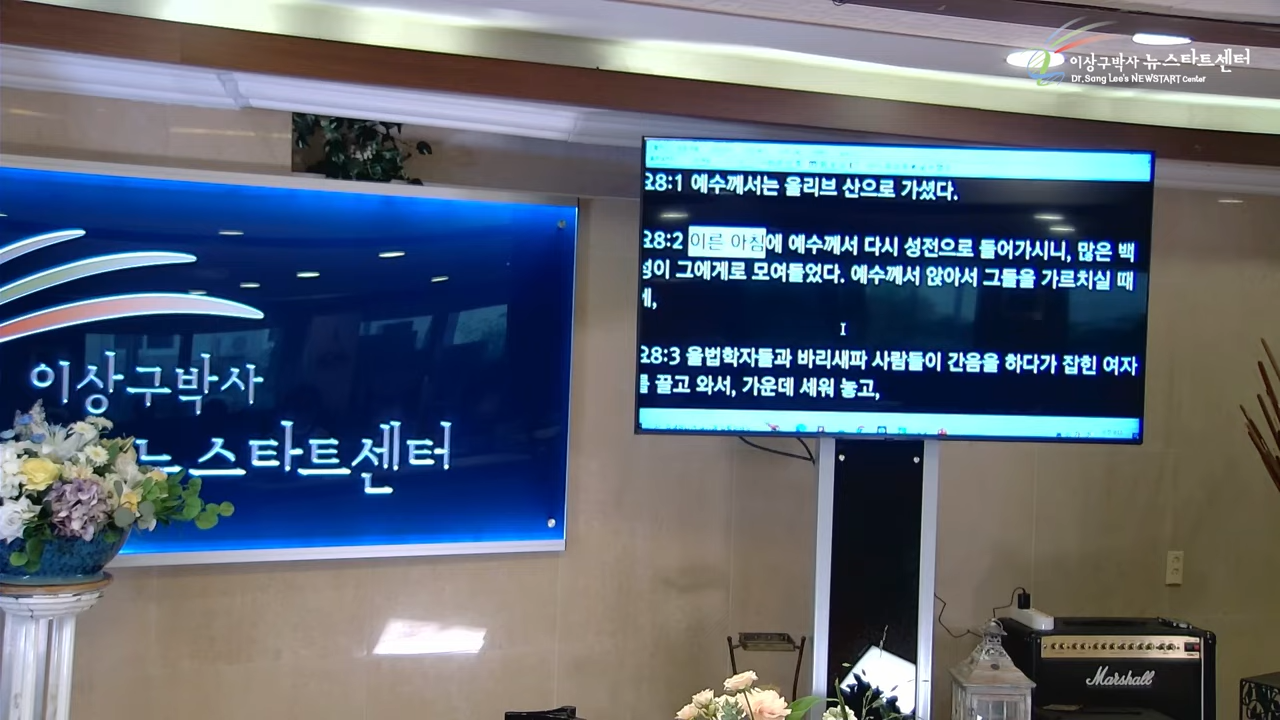 이상구박사 뉴스타트센터
Dr. Sang Lee's NEWSTART Center
요8:1 예수께서는 올리브 산으로 가셨다.
요8:2 이른 아침에 예수께서 다시 성전으로 들어가시니, 많은 백
성이 그에게로 모여들었다. 예수께서 앉아서 그들을 가르치실 때
에,
요8:3 율법학자들과 바리새파 사람들이 간음을 하다가 잡힌 여자
를 끌고 와서, 가운데 세워 놓고,
이상구박사
뉴스타트센터
Marshall